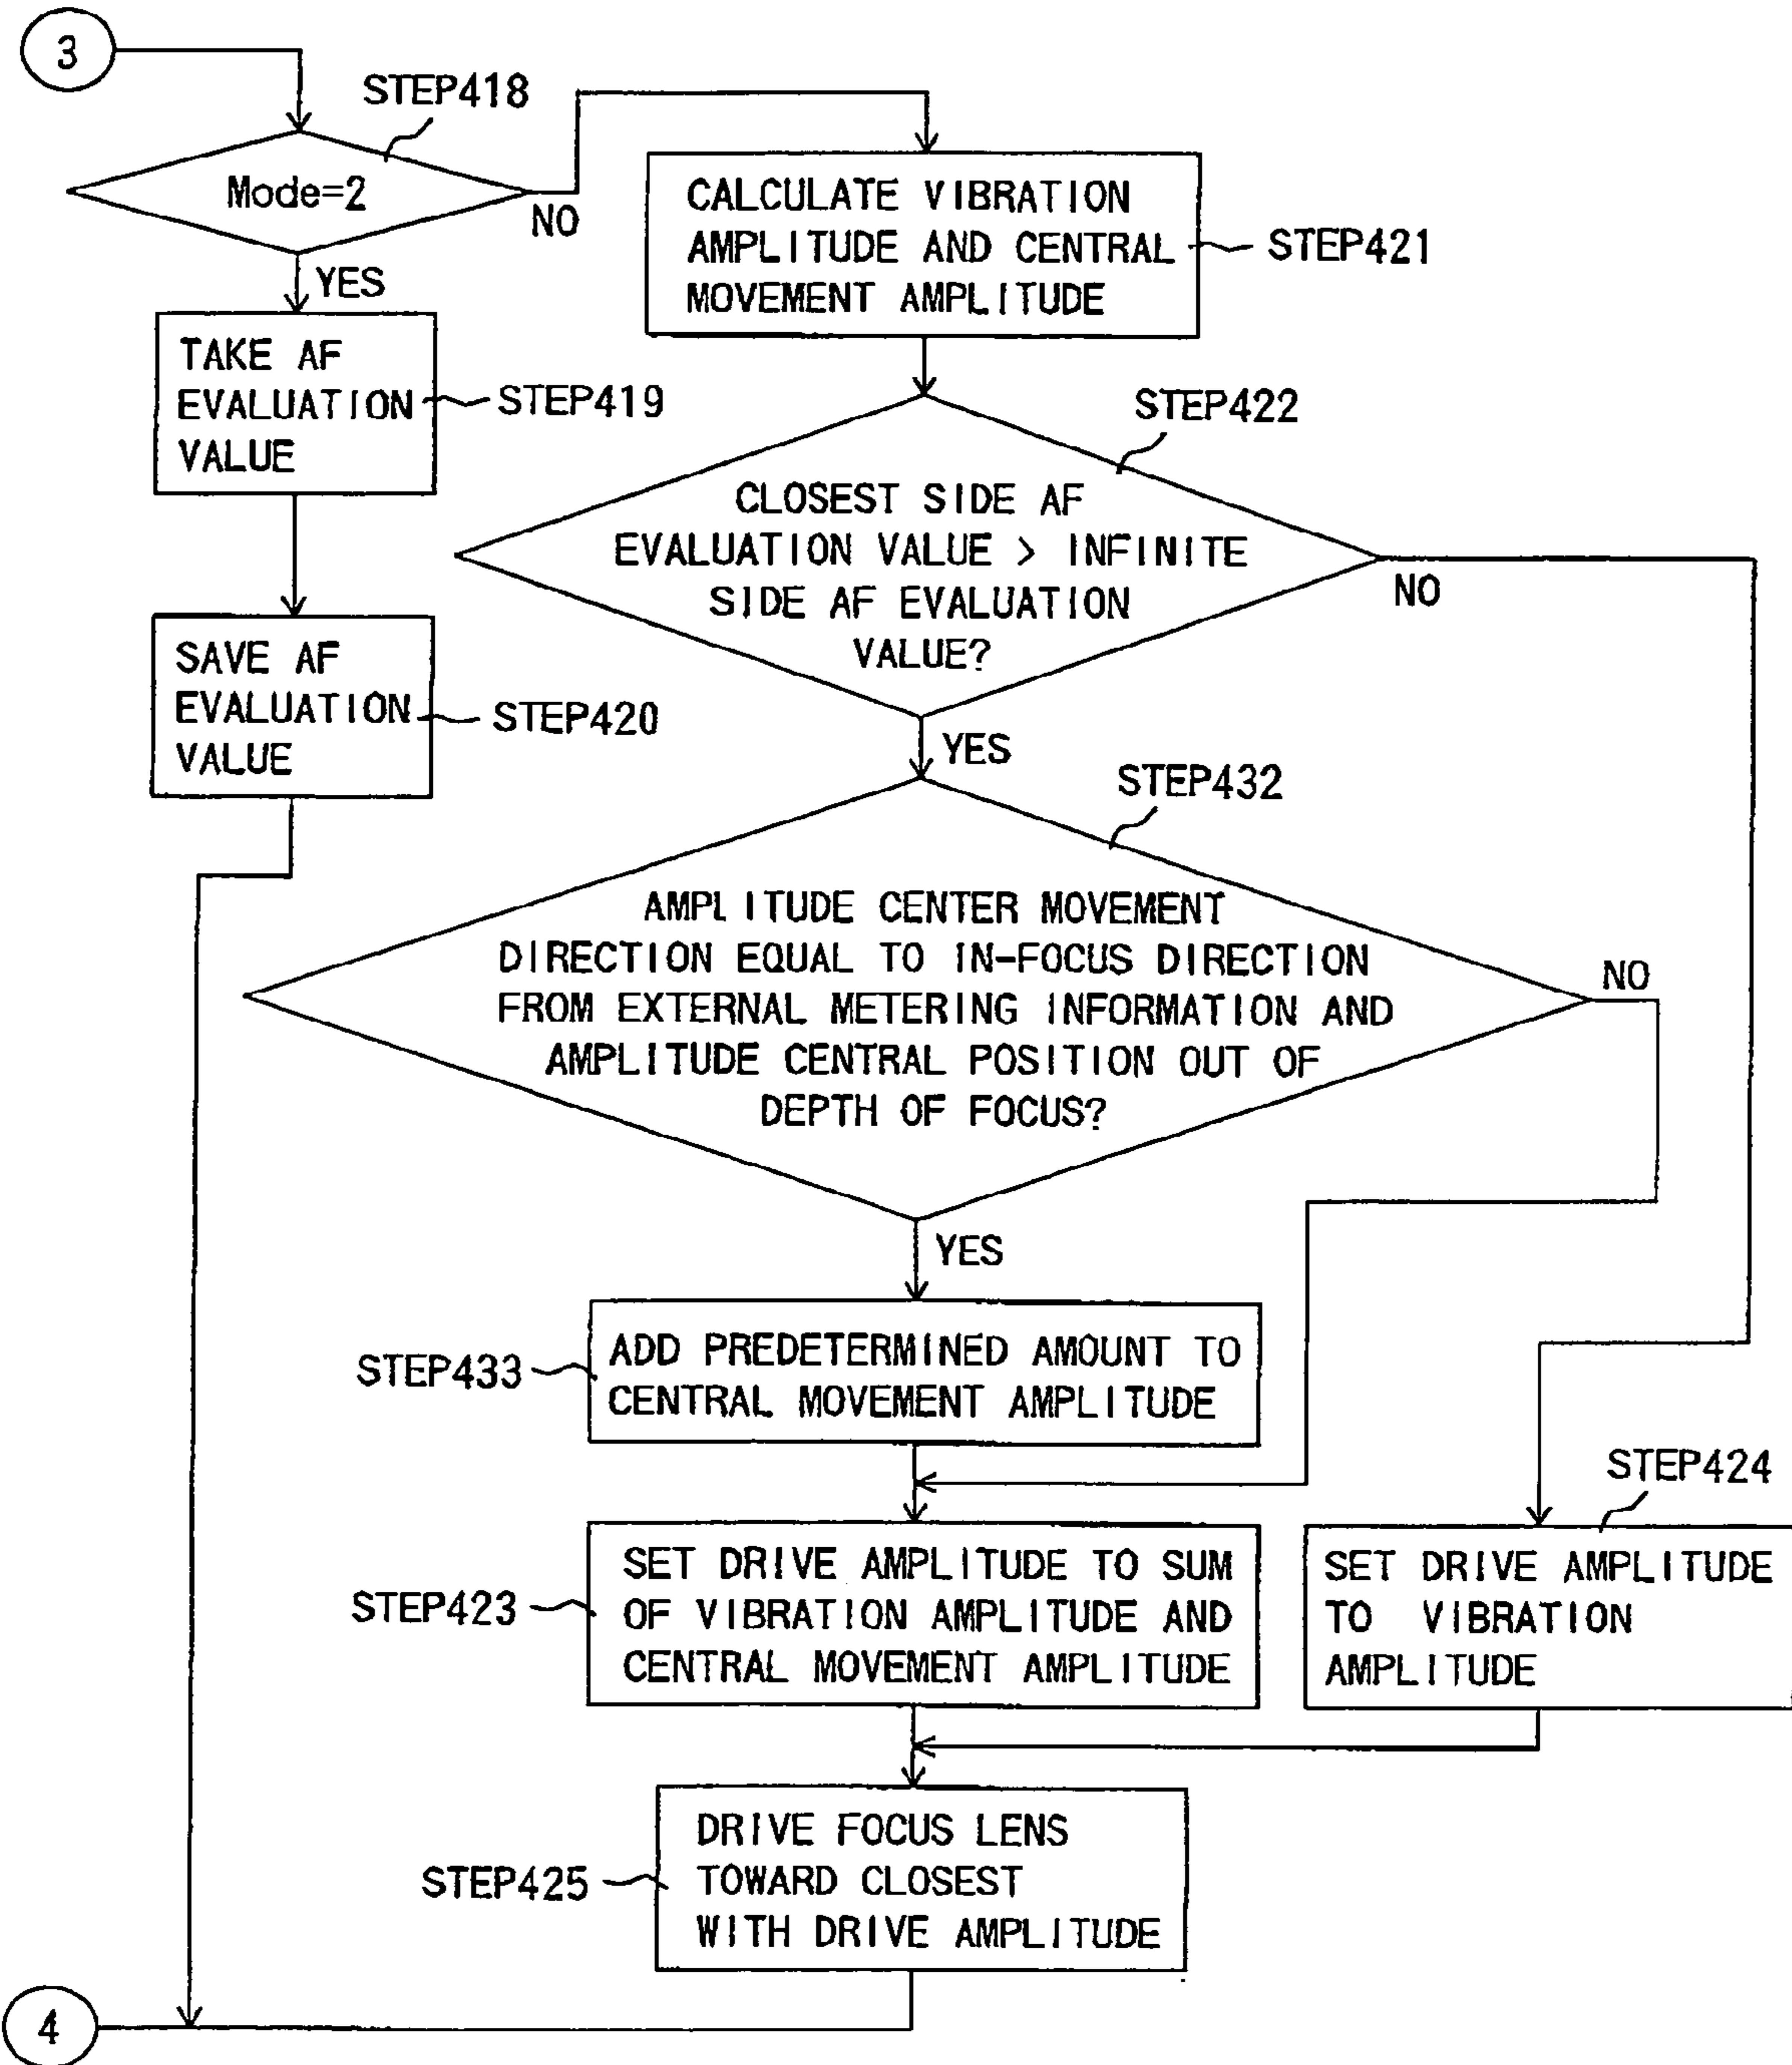 3
STEP418
Mode=2
NO
YES
TAKE AF
EVALUATION
VALUE
STEP419
SAVE AF
EVALUATION
VALUE
STEP420
CALCULATE VIBRATION
AMPLITUDE AND CENTRAL
MOVEMENT AMPLITUDE
STEP421
STEP422
CLOSEST SIDE AF
EVALUATION VALUE > INFINITE
SIDE AF EVALUATION
VALUE?
NO
YES
STEP432
AMPLITUDE CENTER MOVEMENT
DIRECTION EQUAL TO IN-FOCUS DIRECTION
FROM EXTERNAL METERING INFORMATION AND
AMPLITUDE CENTRAL POSITION OUT OF
DEPTH OF FOCUS?
NO
YES
STEP433
ADD PREDETERMINED AMOUNT TO
CENTRAL MOVEMENT AMPLITUDE
STEP423
SET DRIVE AMPLITUDE TO SUM
OF VIBRATION AMPLITUDE AND
CENTRAL MOVEMENT AMPLITUDE
STEP424
SET DRIVE AMPLITUDE
TO VIBRATION
AMPLITUDE
STEP425
DRIVE FOCUS LENS
TOWARD CLOSEST
WITH DRIVE AMPLITUDE
4